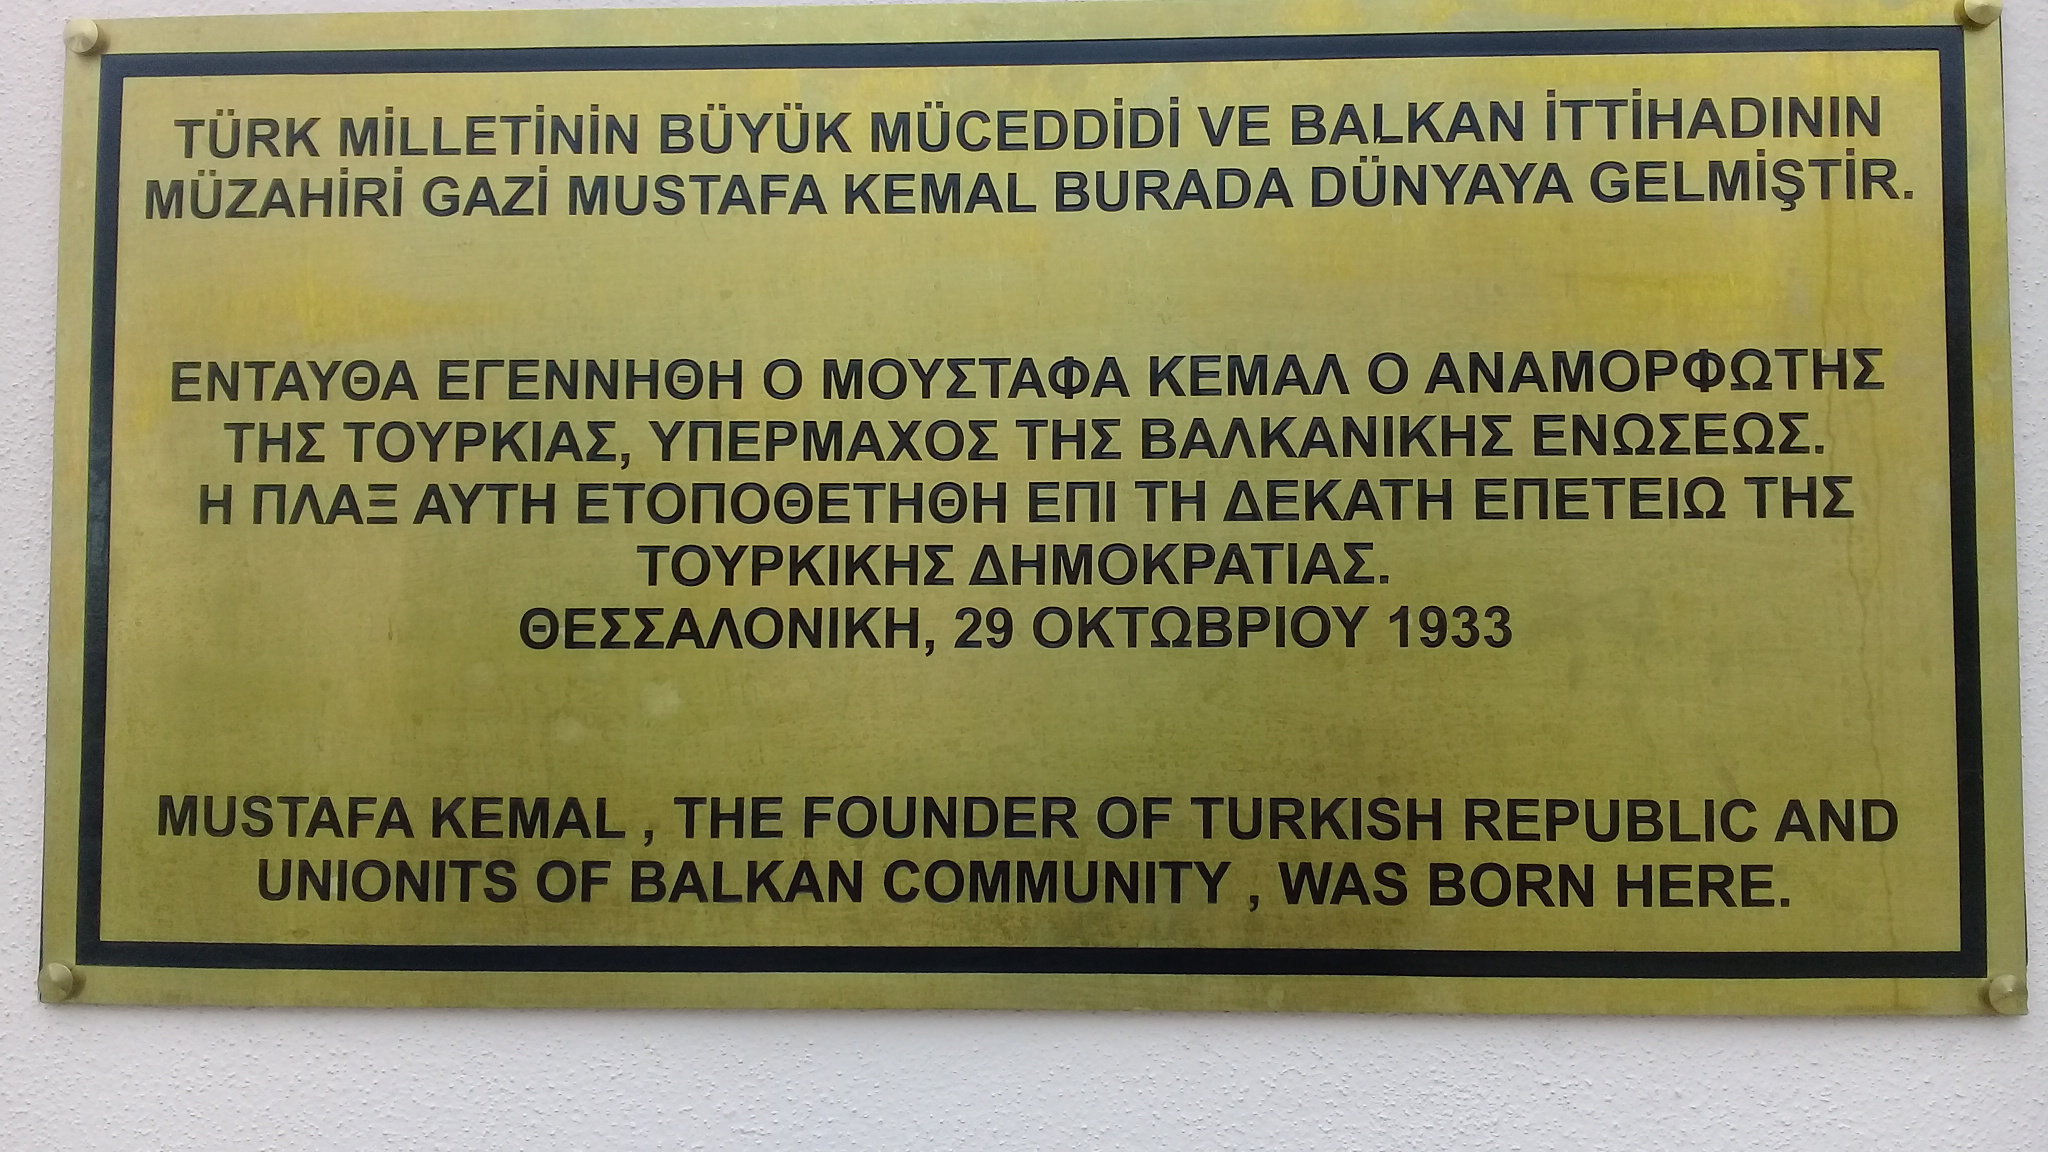 TÜRK MİLLETİNİN BÜYÜK MÜCEDDİDİ VE BALKAN İTTİHADININ
MÜZAHİRİ GAZİ MUSTAFA KEMAL BURADA DÜNYAYA GELMİŞTİR.
ΕΝΤΑΥΘΑ ΕΓΕΝΝΗΘΗ Ο ΜΟΥΣΤΑΦΑ ΚΕΜΑΛ Ο ΑΝΑΜΟΡΦΩΤΗΣ
ΤΗΣ ΤΟΥΡΚΙΑΣ, ΥΠΕΡΜΑΧΟΣ ΤΗΣ ΒΑΛΚΑΝΙΚΗΣ ΕΝΩΣΕΩΣ.
Η ΠΛΑΞ ΑΥΤΗ ΕΤΟΠΟΘΕΤΗΘΗ ΕΠΙ ΤΗ ΔΕΚΑΤΗ ΕΠΕΤΕΙΩ ΤΗΣ
ΤΟΥΡΚΙΚΗΣ ΔΗΜΟΚΡΑΤΙΑΣ.
ΘΕΣΣΑΛΟΝΙΚΗ, 29 ΟΚΤΩΒΡΙΟΥ 1933
MUSTAFA KEMAL , THE FOUNDER OF TURKISH REPUBLIC AND
UNIONITS OF BALKAN COMMUNITY , WAS BORN HERE.